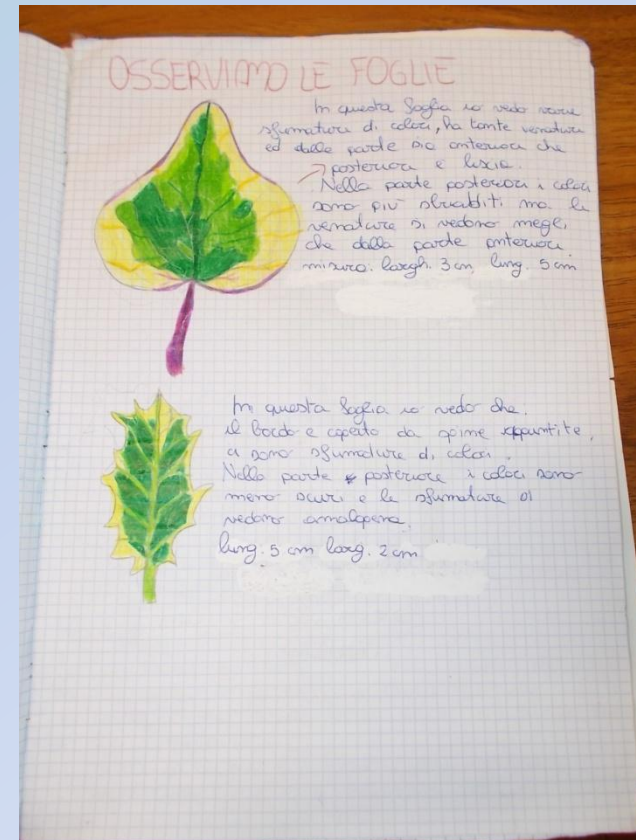 OSSERVIAMO LE FOGLIE
In questa foglia io vedo varie
sfumature di colori, ha tante venature
ed dalla parte sia anteriore che
posteriore e liscia.
Nella parte posteriore i colori
sono più sbiaditi ma le
venature si vedono megli
che dalla parte anteriore.
misura: largh. 3 cm lung. 5 cm
In questa foglia io vedo che.
il bordo e coperto da spine appuntite,
ci sono sfumature di colori.
Nella parte posteriore i colori sono
meno scuri e le sfumature si
vedono amalapena.
lung. 5 cm larg. 2 cm